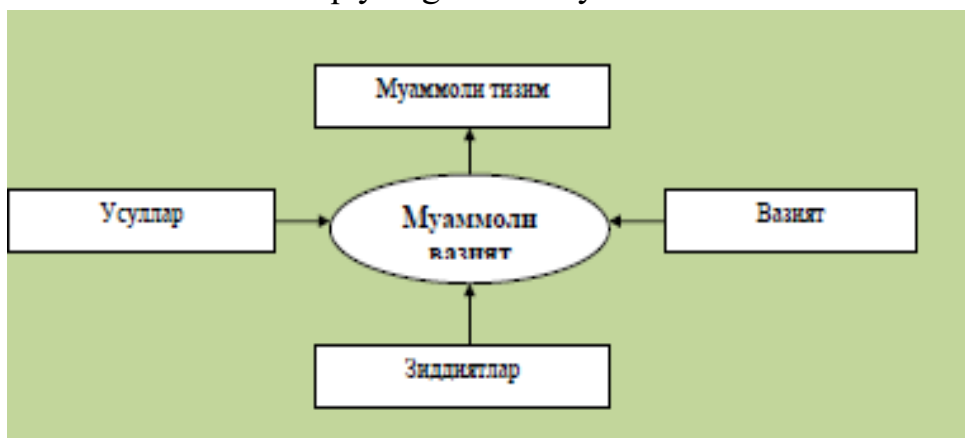 Муаммоли тизим
Усуллар
Муаммоли
вазият
Вазият
Зиддиятлар